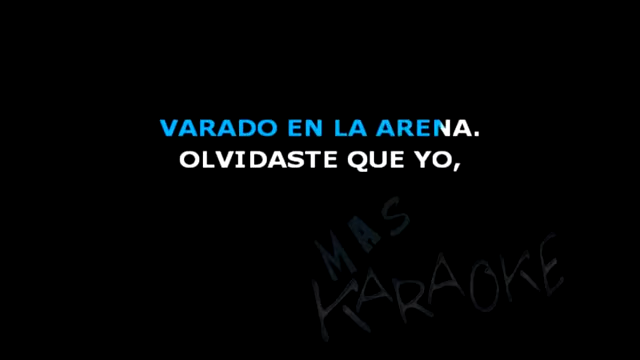 VARADO EN LA ARENA.
OLVIDASTE QUE YO,
MAS
KARAOKE